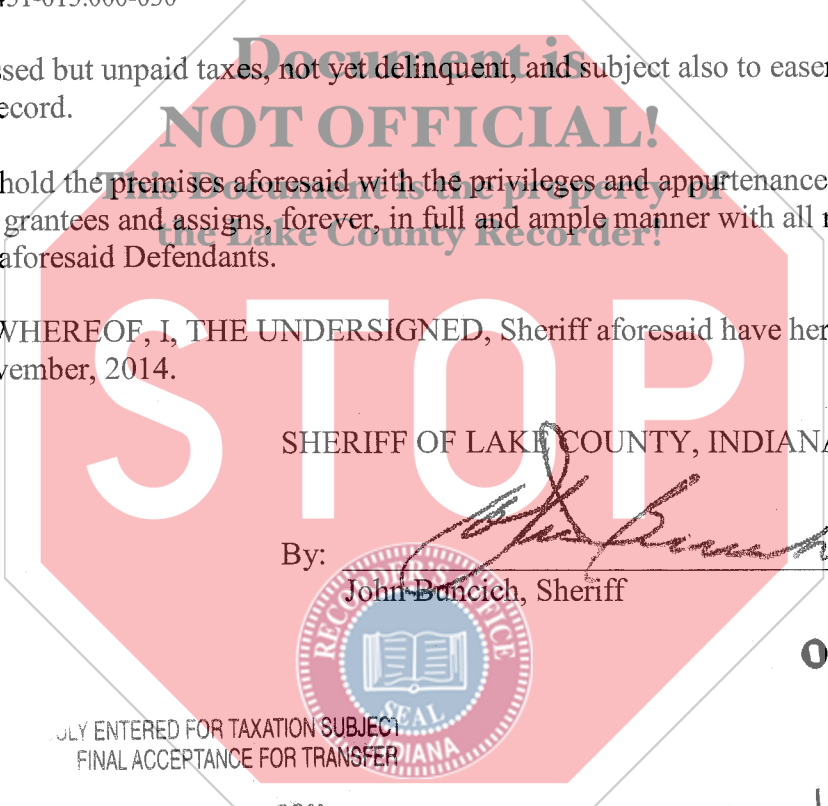 ssed but unpaid taxes, not yet delinquent, and subject also to easer
ecord.
Document is
NOT OFFICIAL!
This Document is the property of
the Lake County Recorder!
hold the premises aforesaid with the privileges and appurtenance
grantees and assigns, forever, in full and ample manner with all
aforesaid Defendants.
STOP
WHEREOF, I, THE UNDERSIGNED, Sheriff aforesaid have her
vember, 2014.
SHERIFF OF LAKE COUNTY, INDIANA
By:
John Buncich, Sheriff
RECORDER'S OFFICE
SEAL
INDIANA
ULY ENTERED FOR TAXATION SUBJECT
FINAL ACCEPTANCE FOR TRANSFER